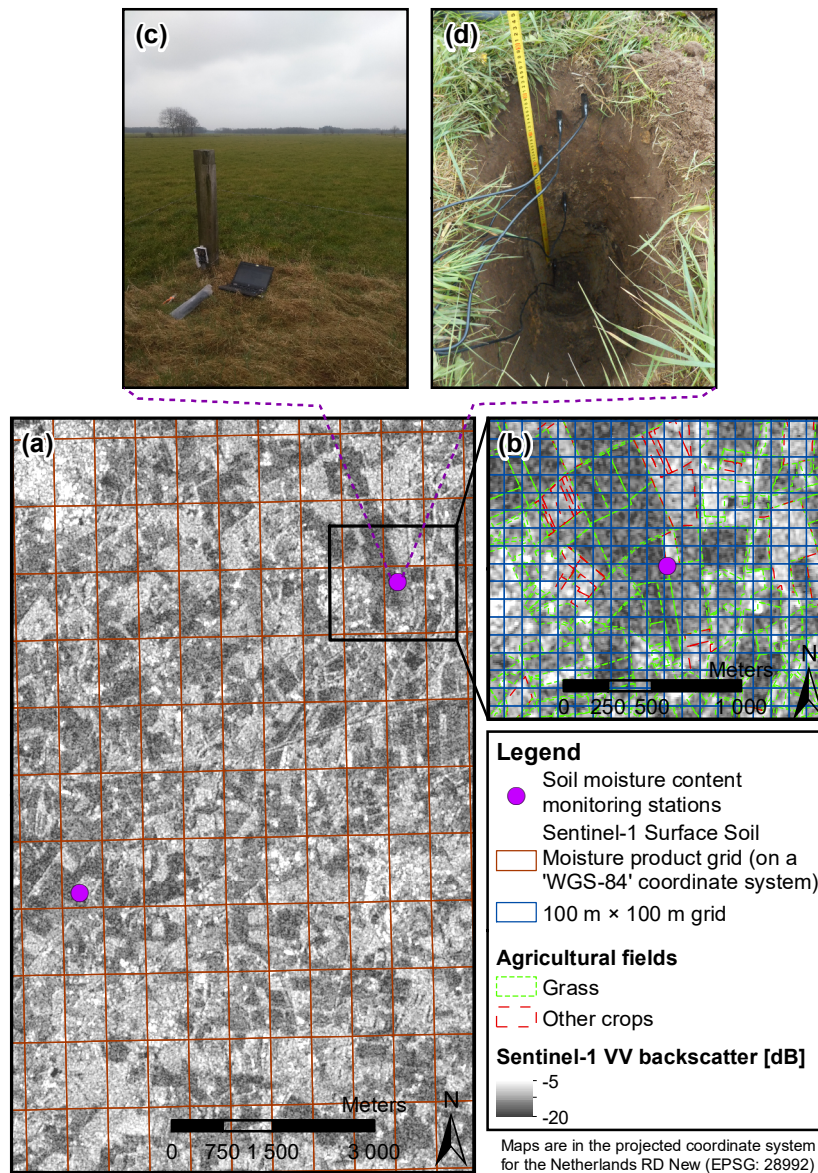 (c)
(d)
(a)
(b)
N
Meters
0 250 500 1 000
Legend
Soil moisture content
monitoring stations
Sentinel-1 Surface Soil
Moisture product grid (on a
'WGS-84' coordinate system)
100 m × 100 m grid
Agricultural fields
Grass
Other crops
Sentinel-1 VV backscatter [dB]
-5
-20
N
Meters
0 750 1 500 3 000
Maps are in the projected coordinate system
for the Netherlands RD New (EPSG: 28992)